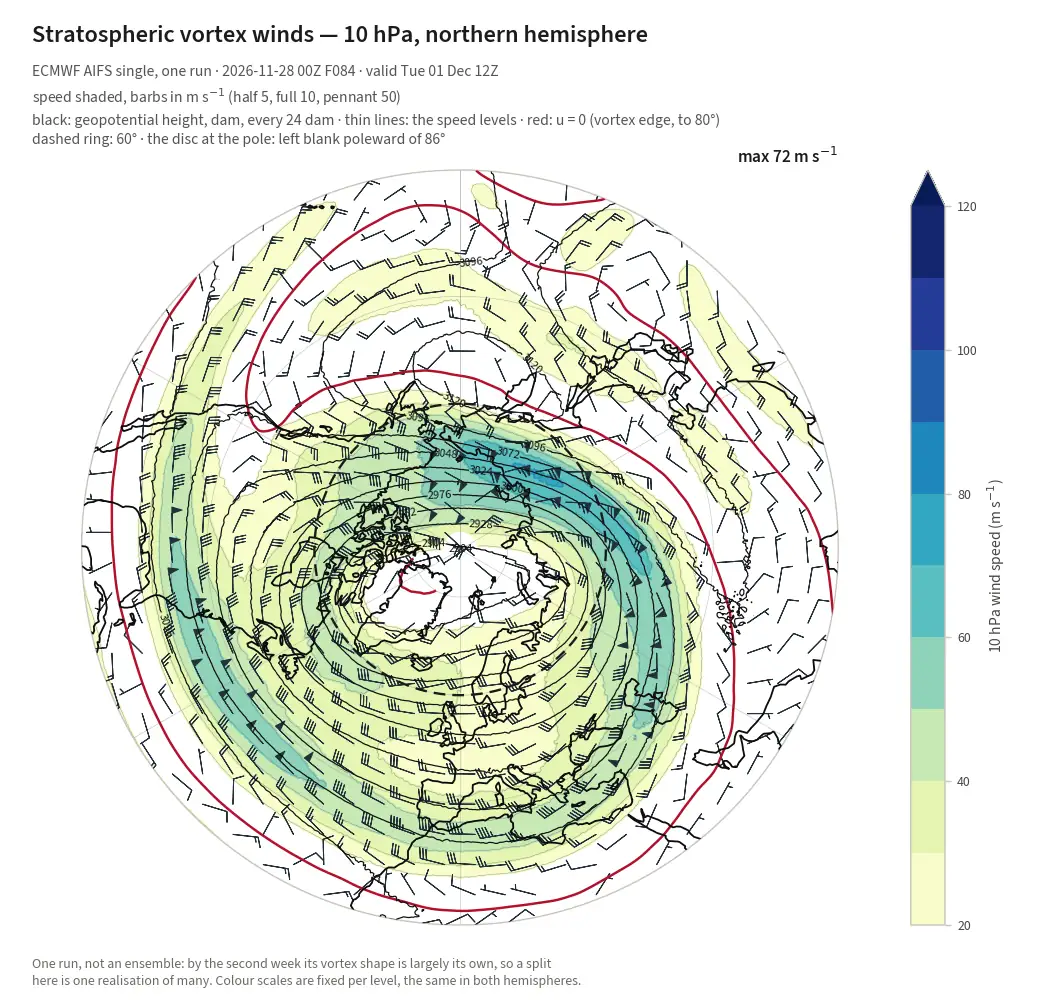 Stratospheric vortex winds — 10 hPa, northern hemisphere
ECMWF AIFS single, one run · 2026-11-28 00Z F084 · valid Tue 01 Dec 12Z
speed shaded, barbs in m s⁻¹ (half 5, full 10, pennant 50)
black: geopotential height, dam, every 24 dam · thin lines: the speed levels · red: u = 0 (vortex edge, to 80°)
dashed ring: 60° · the disc at the pole: left blank poleward of 86°
max 72 m s⁻¹
120
100
80
60
40
20
10 hPa wind speed (m s⁻¹)
3096
3120
3120
3096
3072
3048
3024
2976
2928
One run, not an ensemble: by the second week its vortex shape is largely its own, so a split
here is one realisation of many. Colour scales are fixed per level, the same in both hemispheres.